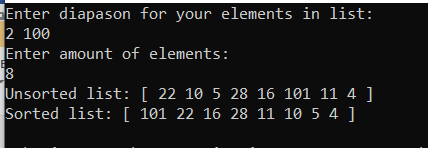 Enter diapason for your elements in list:
2 100
Enter amount of elements:
8
Unsorted list: [ 22 10 5 28 16 101 11 4 ]
Sorted list: [ 101 22 16 28 11 10 5 4 ]